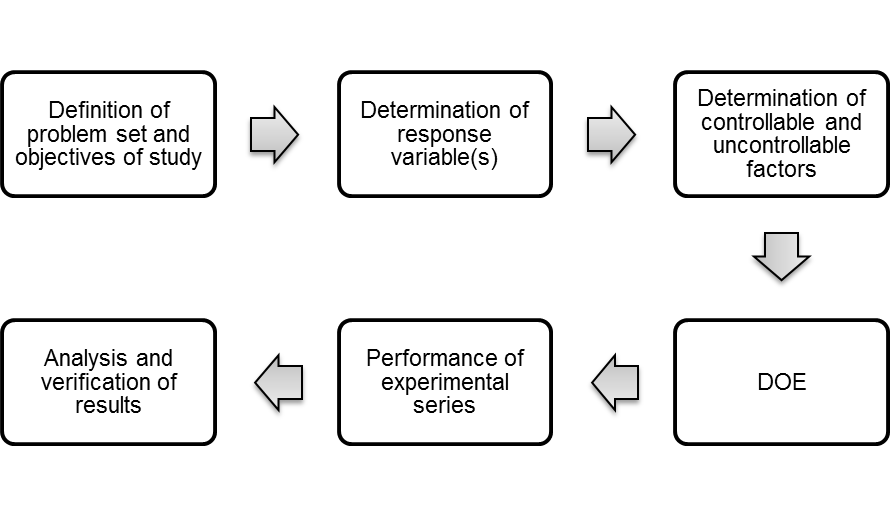 Definition of
problem set and
objectives of study
Determination of
response
variable(s)
Determination of
controllable and
uncontrollable
factors
DOE
Performance of
experimental
series
Analysis and
verification of
results